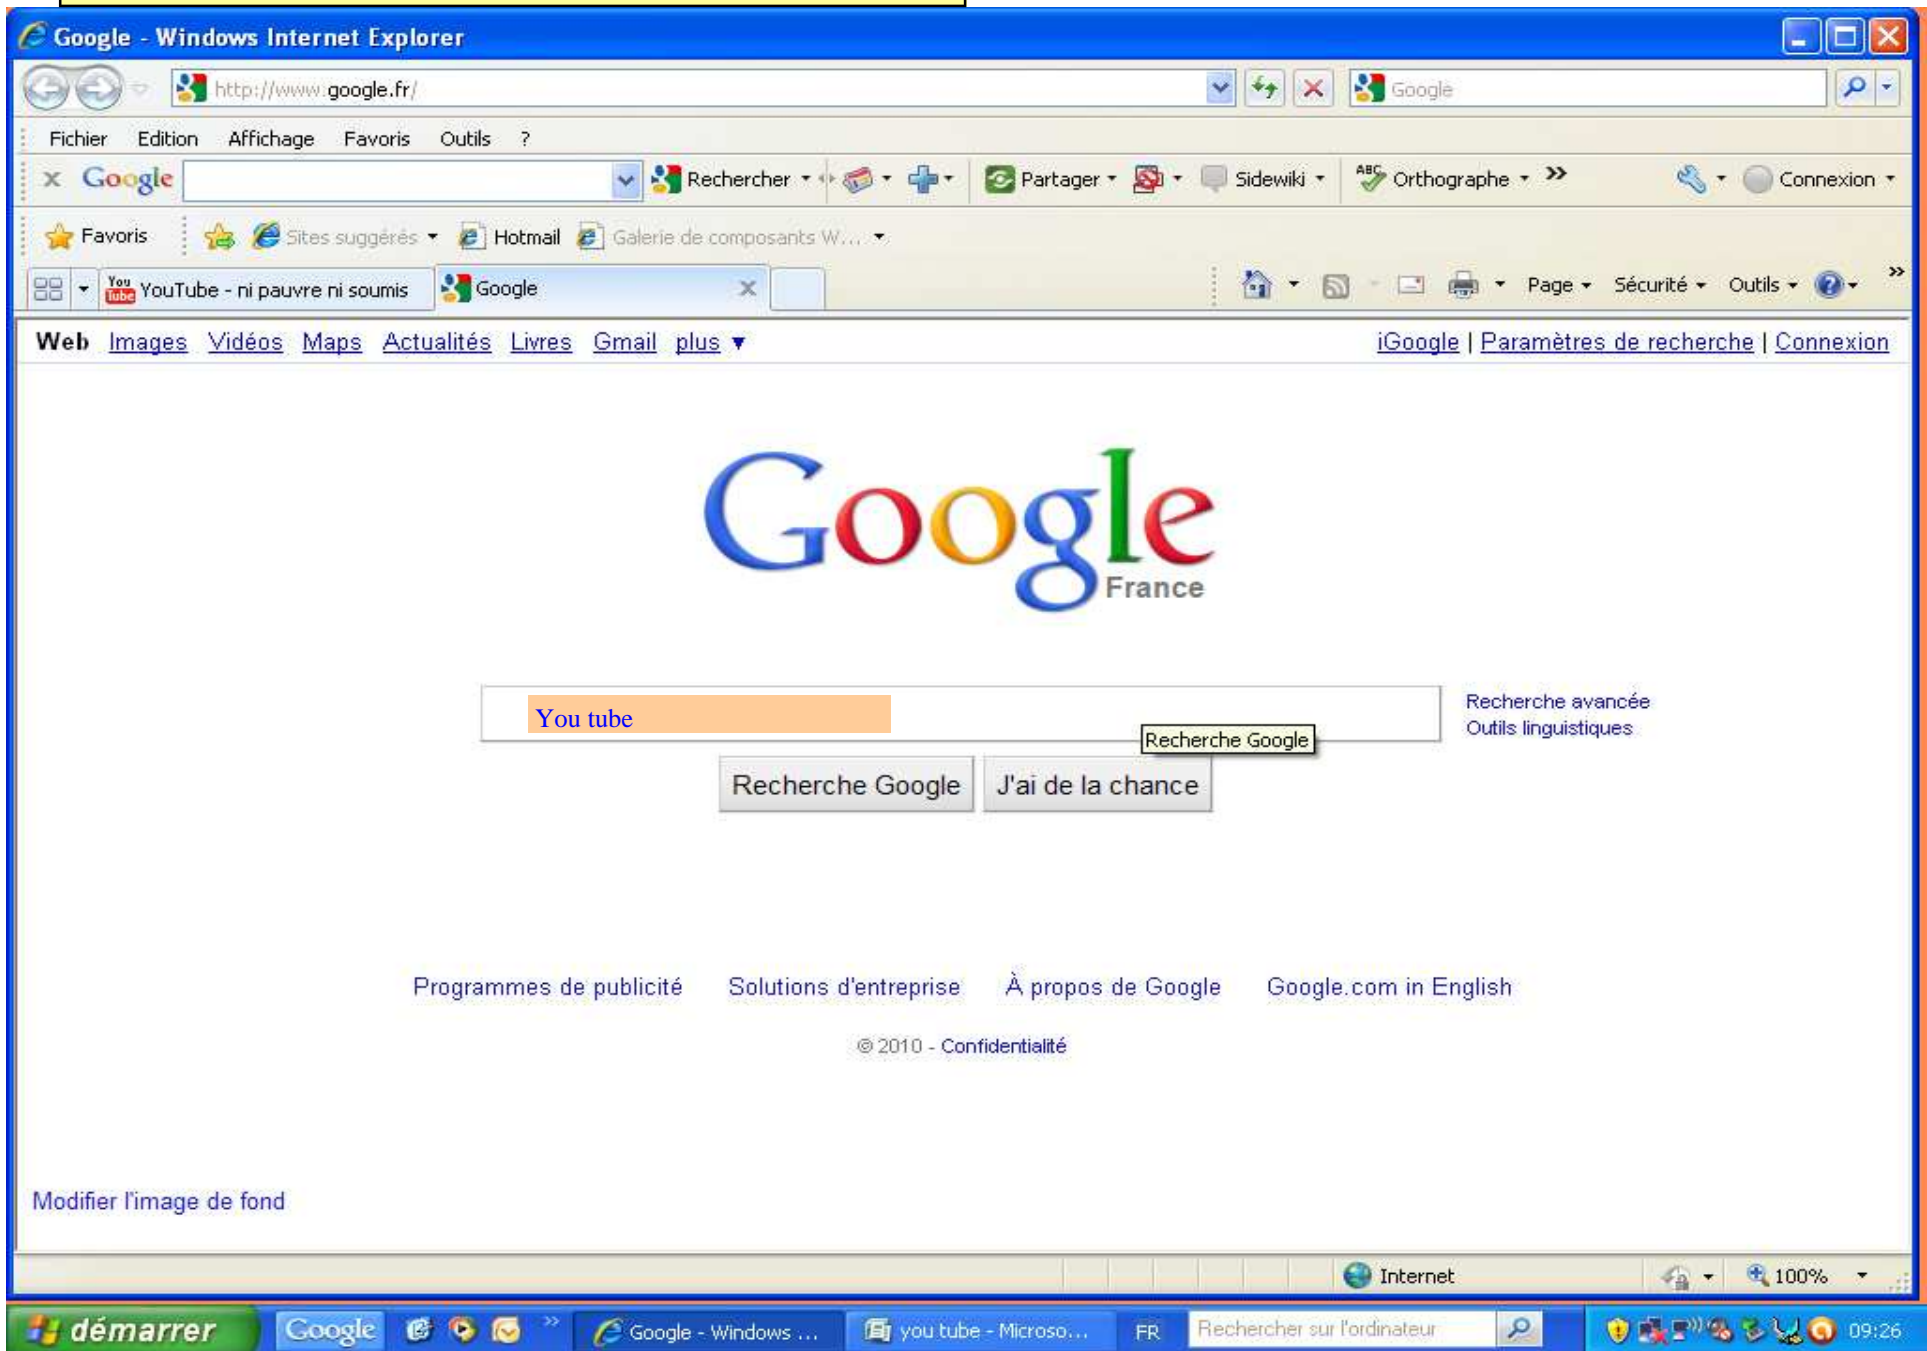 Google - Windows Internet Explorer
http://www.google.fr/ Google
Fichier Edition Affichage Favoris Outils ?
x Google Rechercher Partager Sidewiki ABC Orthographe » Connexion
Favoris Sites suggérés Hotmail Galerie de composants W...
You Tube YouTube - ni pauvre ni soumis Google Page Sécurité Outils »
Web Images Vidéos Maps Actualités Livres Gmail plus ▼ iGoogle | Paramètres de recherche | Connexion
Google
France
You tube
Recherche avancée
Outils linguistiques
Recherche Google
Recherche Google J'ai de la chance
Programmes de publicité Solutions d'entreprise À propos de Google Google.com in English
© 2010 - Confidentialité
Modifier l'image de fond
Internet 100%
démarrer Google » Google - Windows ... you tube - Microso... FR Rechercher sur l'ordinateur 09:26